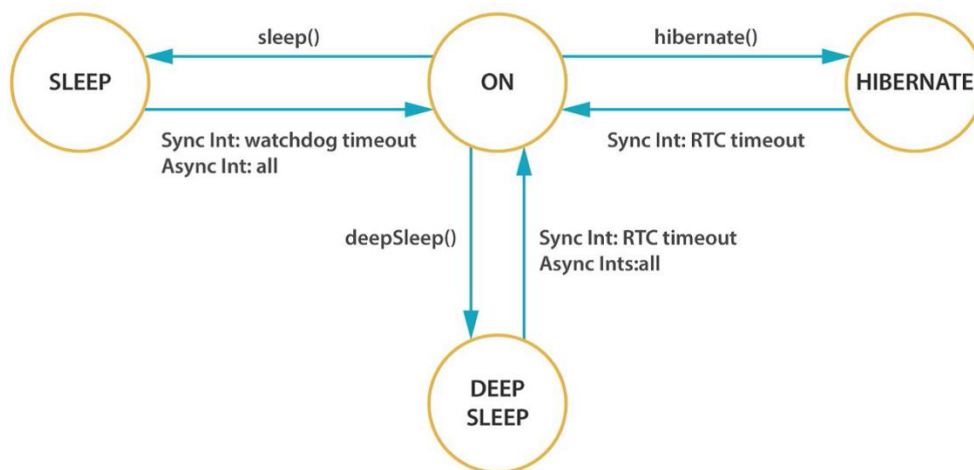 sleep()
hibernate()
SLEEP
ON
HIBERNATE
Sync Int: watchdog timeout
Async Int: all
Sync Int: RTC timeout
deepSleep()
Sync Int: RTC timeout
Async Ints:all
DEEP
SLEEP